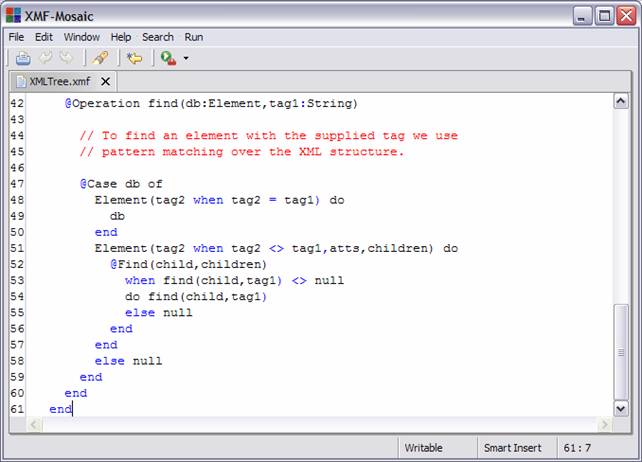 XMF-Mosaic
File Edit Window Help Search Run
XMLTree.xmf
42 @Operation find(db:Element,tag1:String)
43
44 // To find an element with the supplied tag we use
45 // pattern matching over the XML structure.
46
47 @Case db of
48 Element(tag2 when tag2 = tag1) do
49 db
50 end
51 Element(tag2 when tag2 <> tag1,atts,children) do
52 @Find(child,children)
53 when find(child,tag1) <> null
54 do find(child,tag1)
55 else null
56 end
57 end
58 else null
59 end
60 end
61 end
Writable Smart Insert 61 : 7